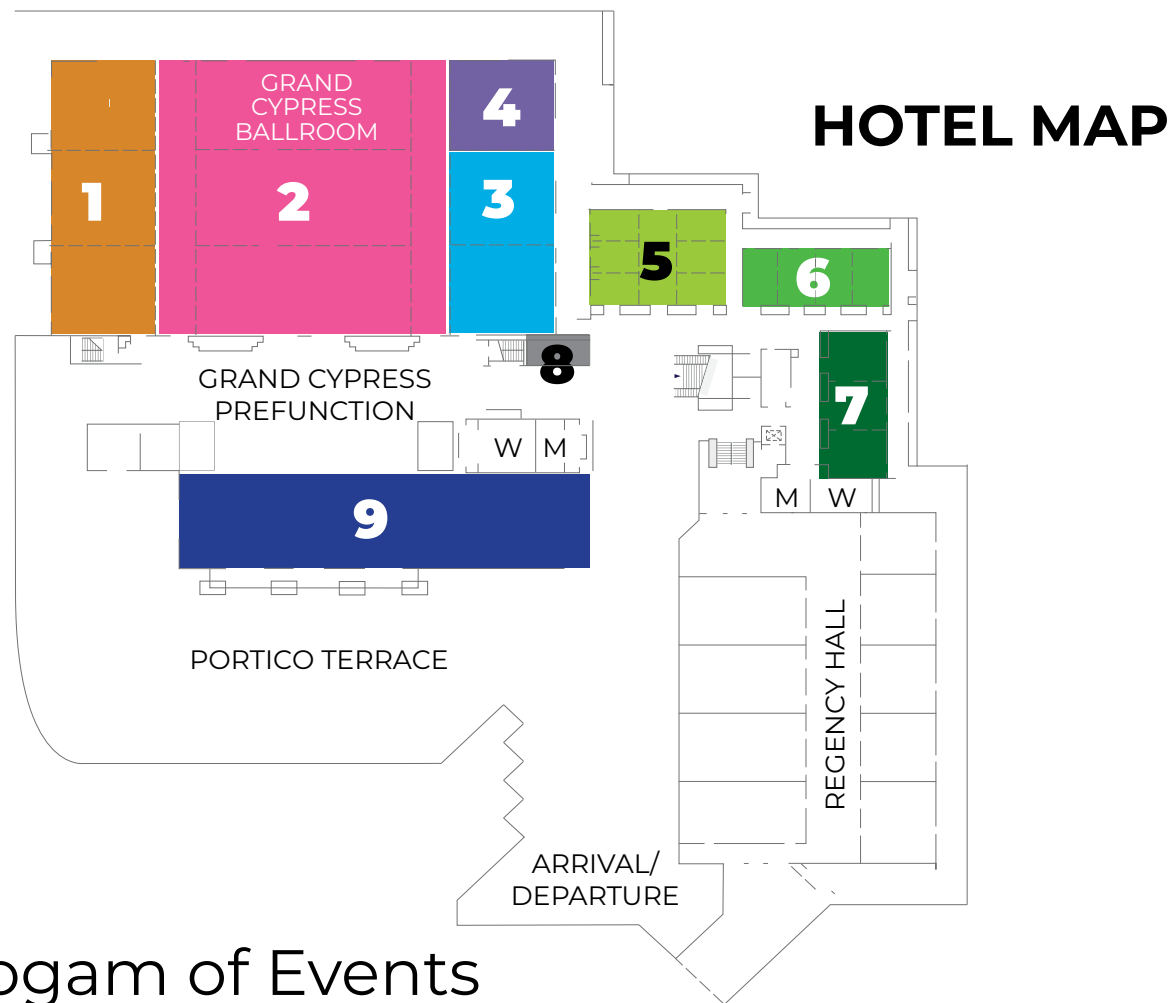 HOTEL MAP
GRAND
CYPRESS
BALLROOM
4
1
2
3
5
6
8
GRAND CYPRESS
PREFUNCTION
7
W
M
M
W
9
REGENCY HALL
PORTICO TERRACE
ARRIVAL/
DEPARTURE
ogam of Events